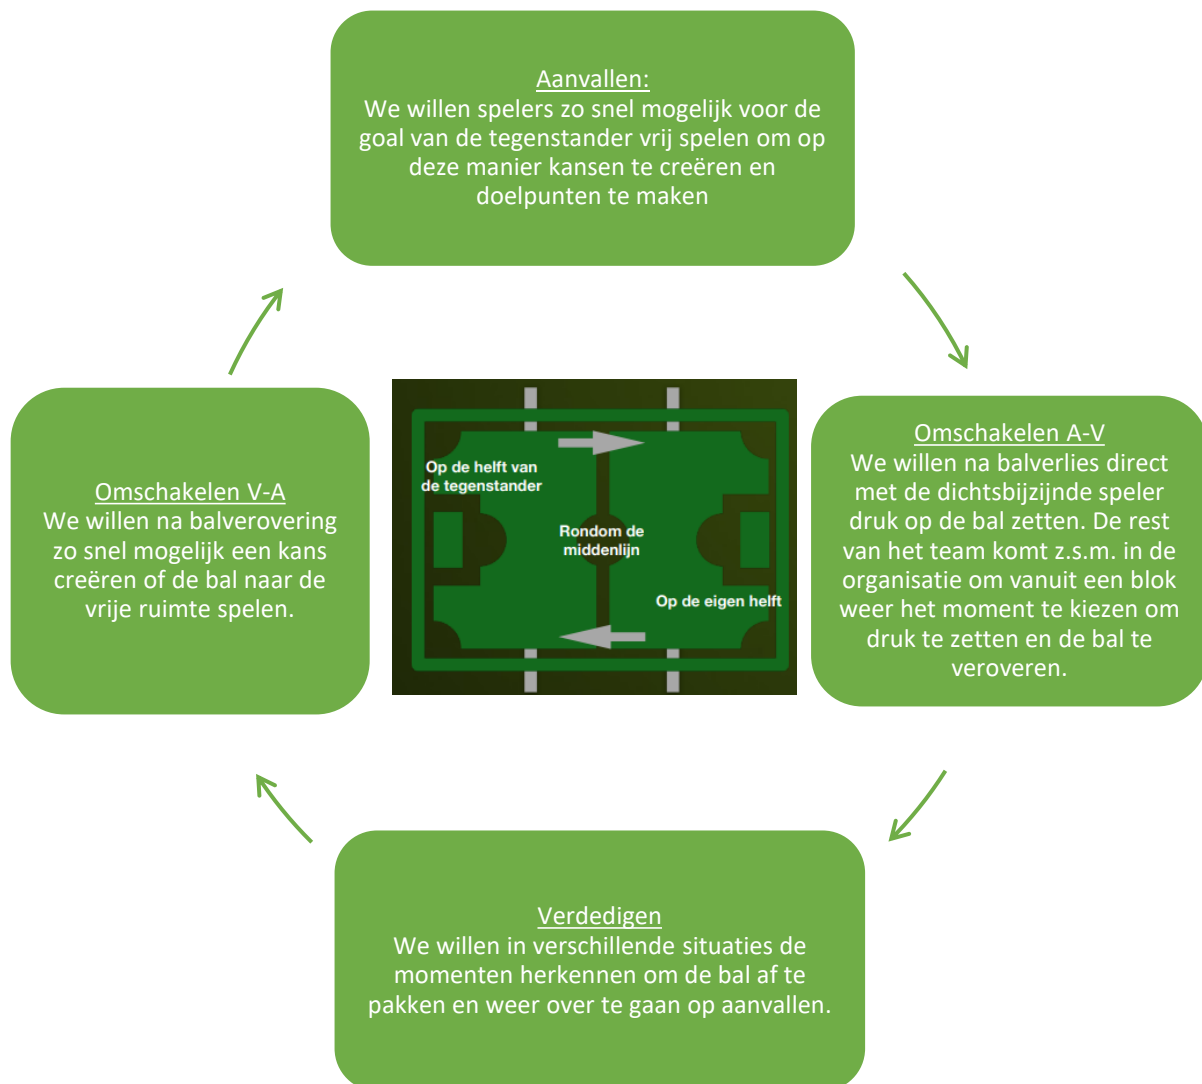 Aanvallen:
We willen spelers zo snel mogelijk voor de
goal van de tegenstander vrij spelen om op
deze manier kansen te creëren en
doelpunten te maken
Omschakelen V-A
We willen na balverovering
zo snel mogelijk een kans
creëren of de bal naar de
vrije ruimte spelen.
Op de helft van
de tegenstander
Rondom de
middenlijn
Op de eigen helft
Omschakelen A-V
We willen na balverlies direct
met de dichtsbijzijnde speler
druk op de bal zetten. De rest
van het team komt z.s.m. in de
organisatie om vanuit een blok
weer het moment te kiezen om
druk te zetten en de bal te
veroveren.
Verdedigen
We willen in verschillende situaties de
momenten herkennen om de bal af te
pakken en weer over te gaan op aanvallen.